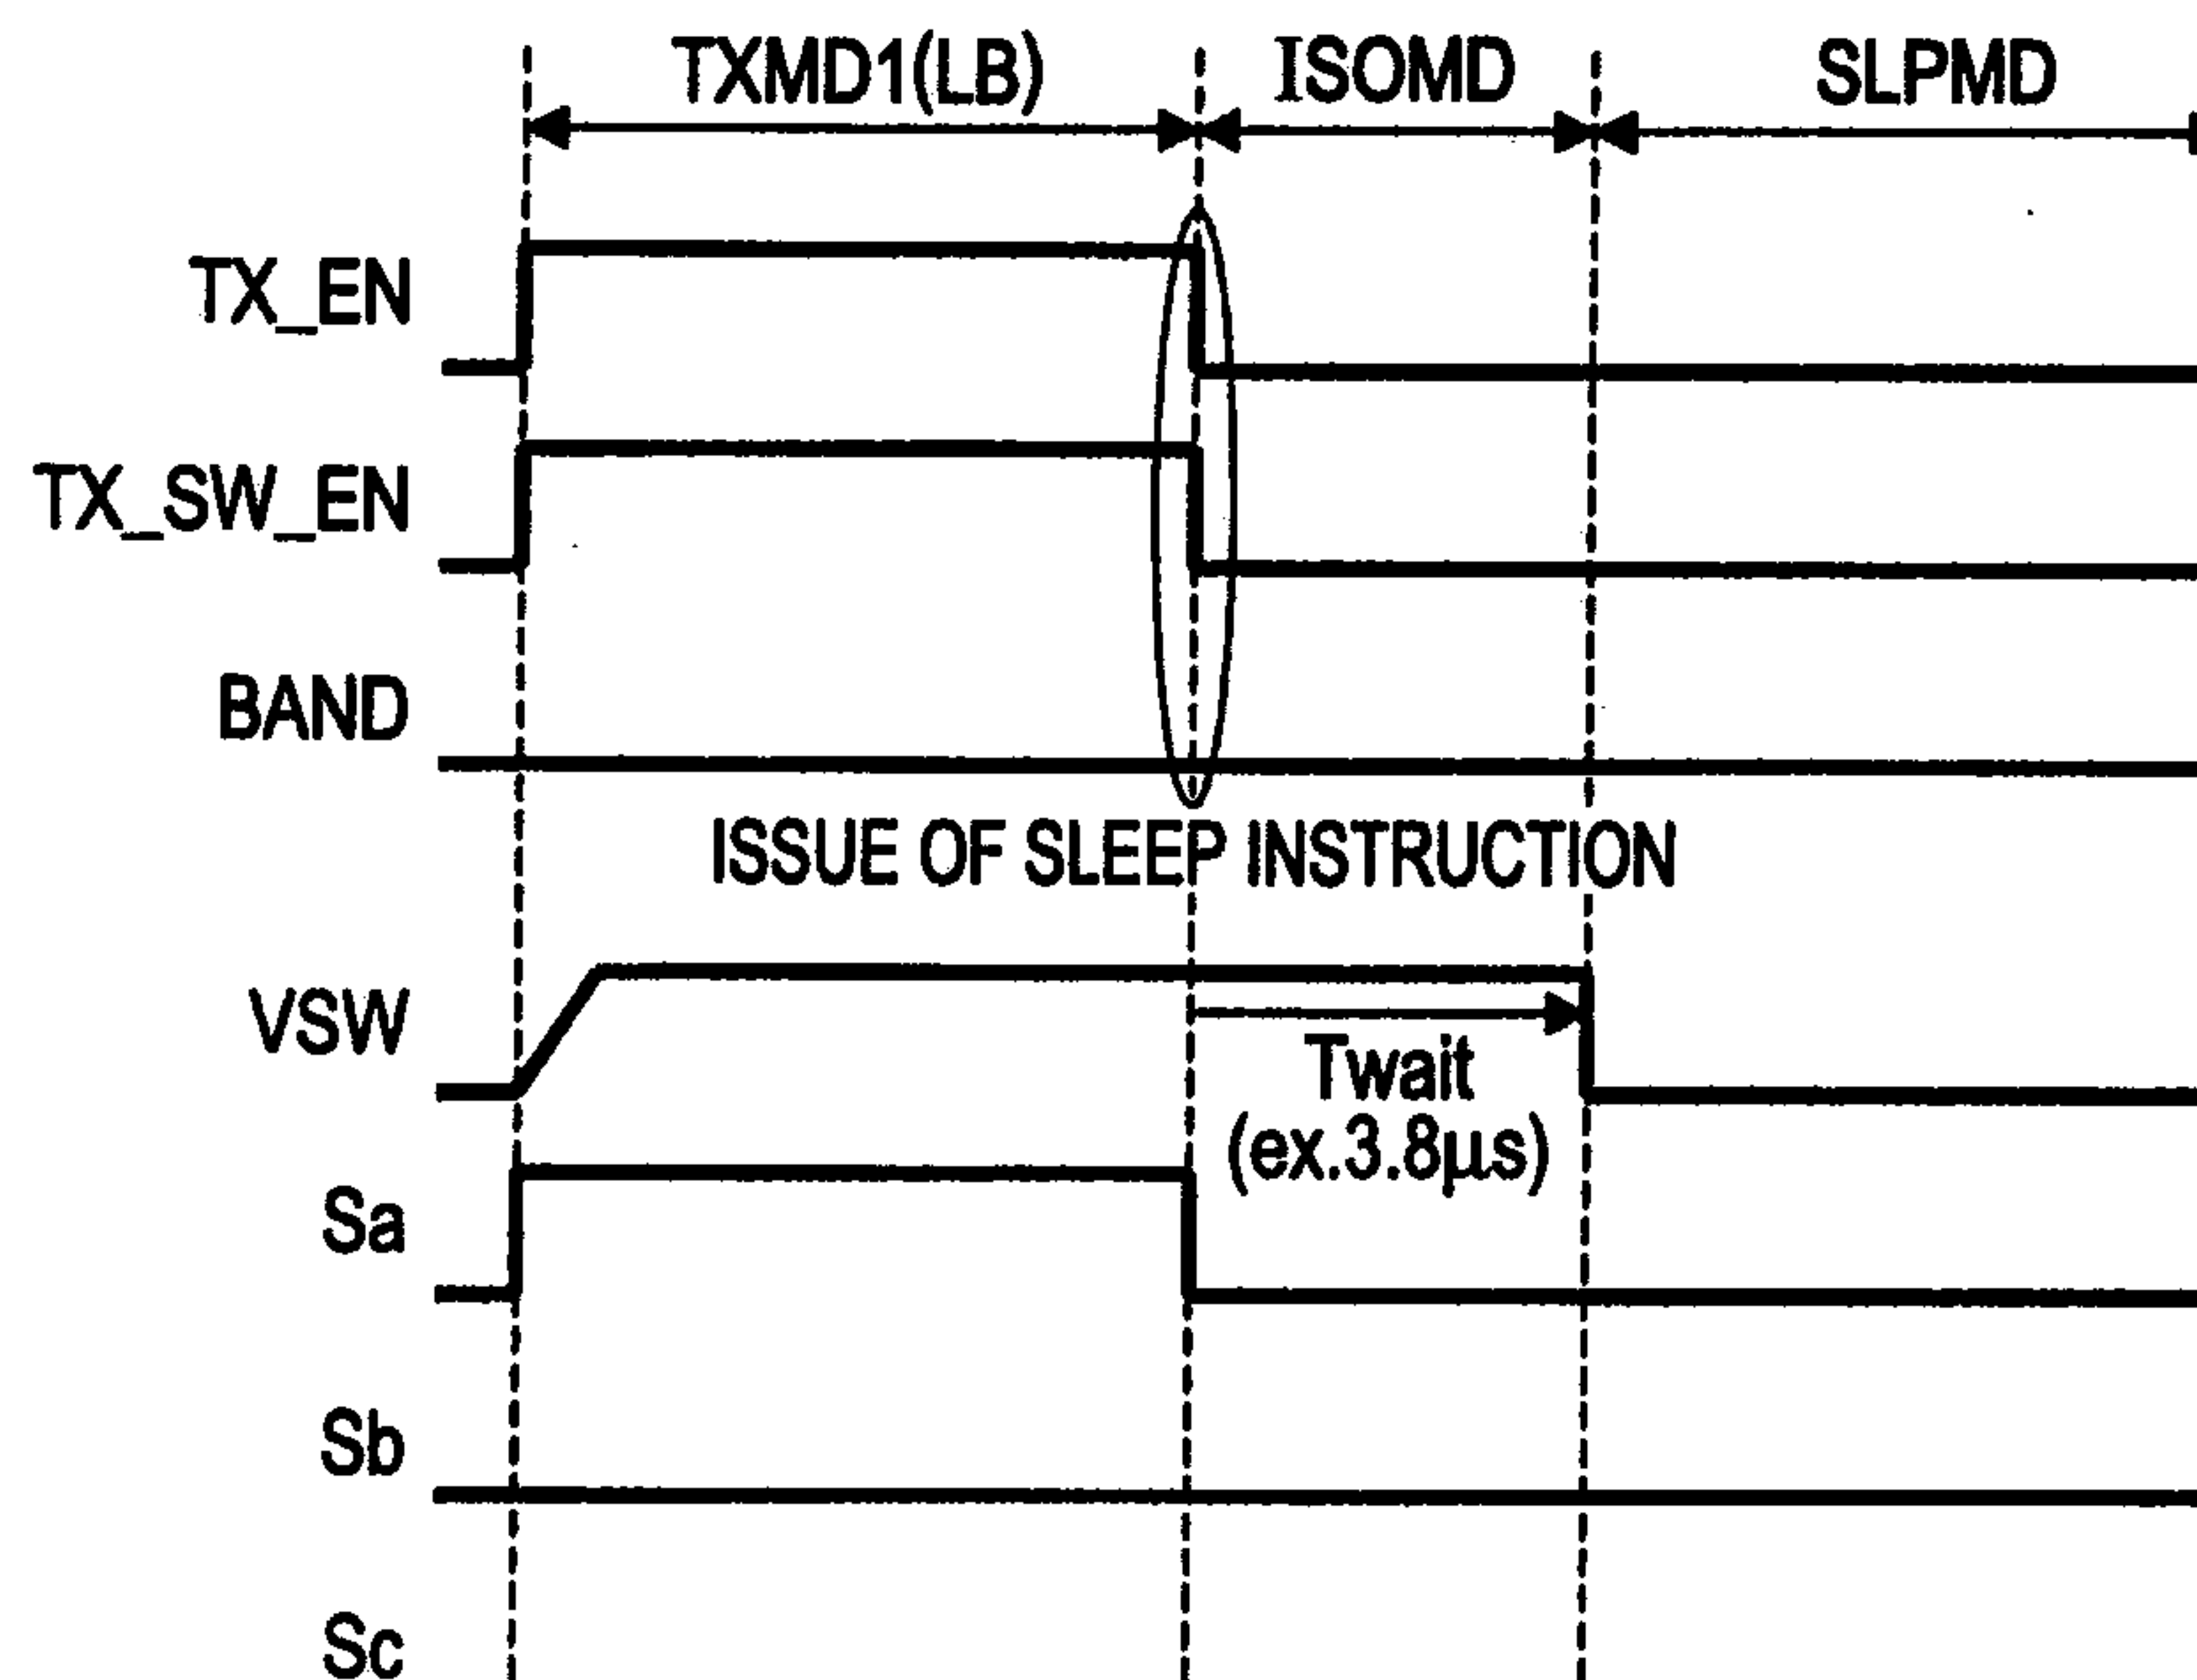 TXMD1(LB)
ISOMD
SLPMD
TX_EN
TX_SW_EN
BAND
ISSUE OF SLEEP INSTRUCTION
VSW
Twait
(ex.3.8µs)
Sa
Sb
Sc